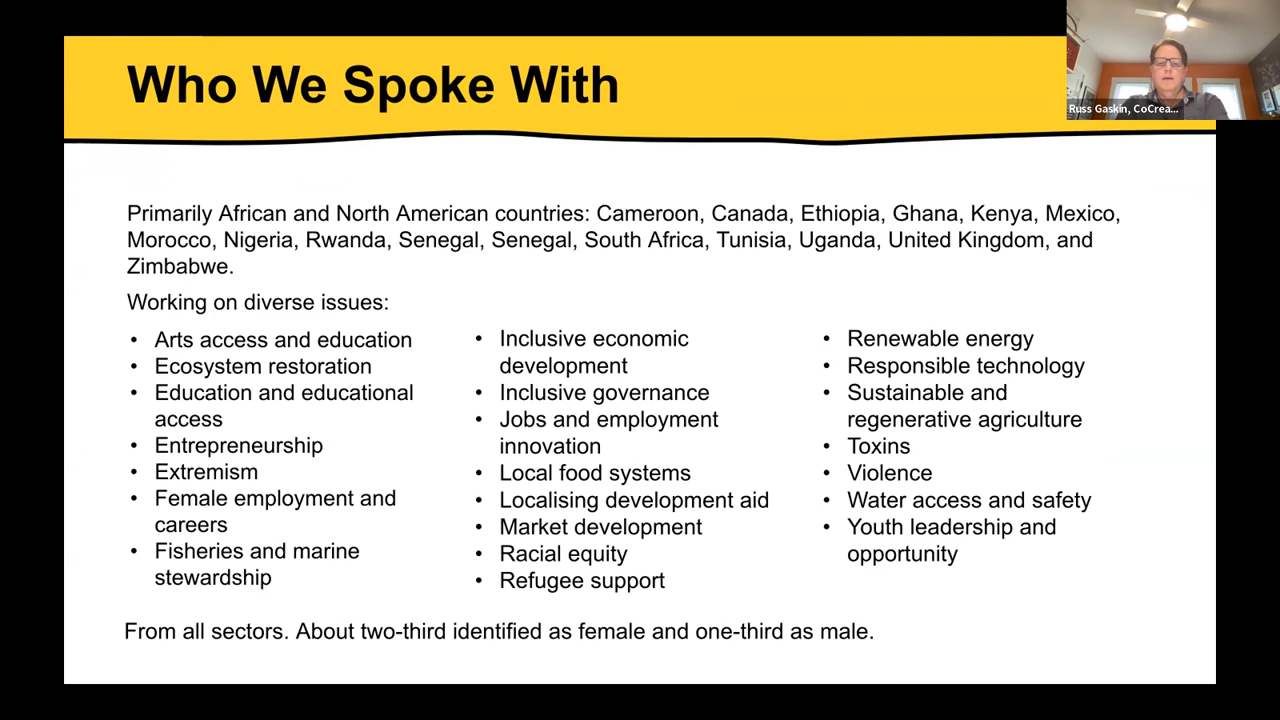 Who We Spoke With
Russ Gaskin, CoCrea...
Primarily African and North American countries: Cameroon, Canada, Ethiopia, Ghana, Kenya, Mexico,
Morocco, Nigeria, Rwanda, Senegal, Senegal, South Africa, Tunisia, Uganda, United Kingdom, and
Zimbabwe.
Working on diverse issues:
• Arts access and education
• Ecosystem restoration
• Education and educational
access
• Entrepreneurship
• Extremism
• Female employment and
careers
• Fisheries and marine
stewardship
• Inclusive economic
development
• Inclusive governance
• Jobs and employment
innovation
• Local food systems
• Localising development aid
• Market development
• Racial equity
• Refugee support
• Renewable energy
• Responsible technology
• Sustainable and
regenerative agriculture
• Toxins
• Violence
• Water access and safety
• Youth leadership and
opportunity
From all sectors. About two-third identified as female and one-third as male.